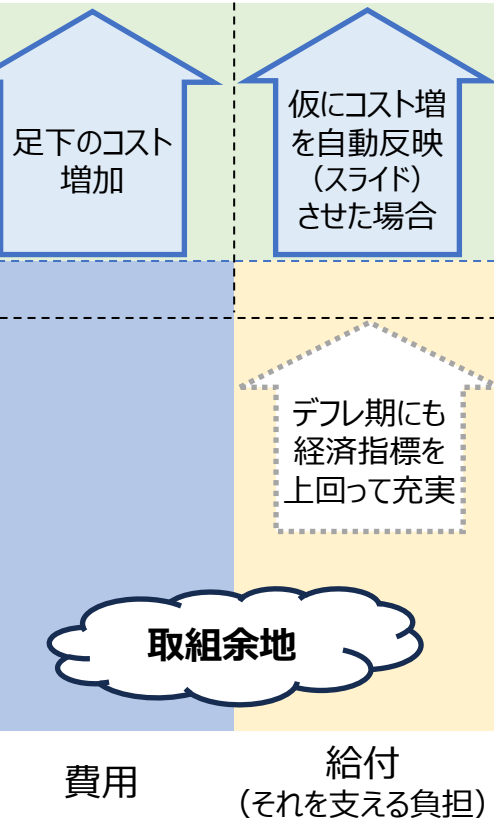 足下のコスト
増加
仮にコスト増
を自動反映
（スライド）
させた場合
デフレ期にも
経済指標を
上回って充実
取組余地
費用
給付
（それを支える負担）